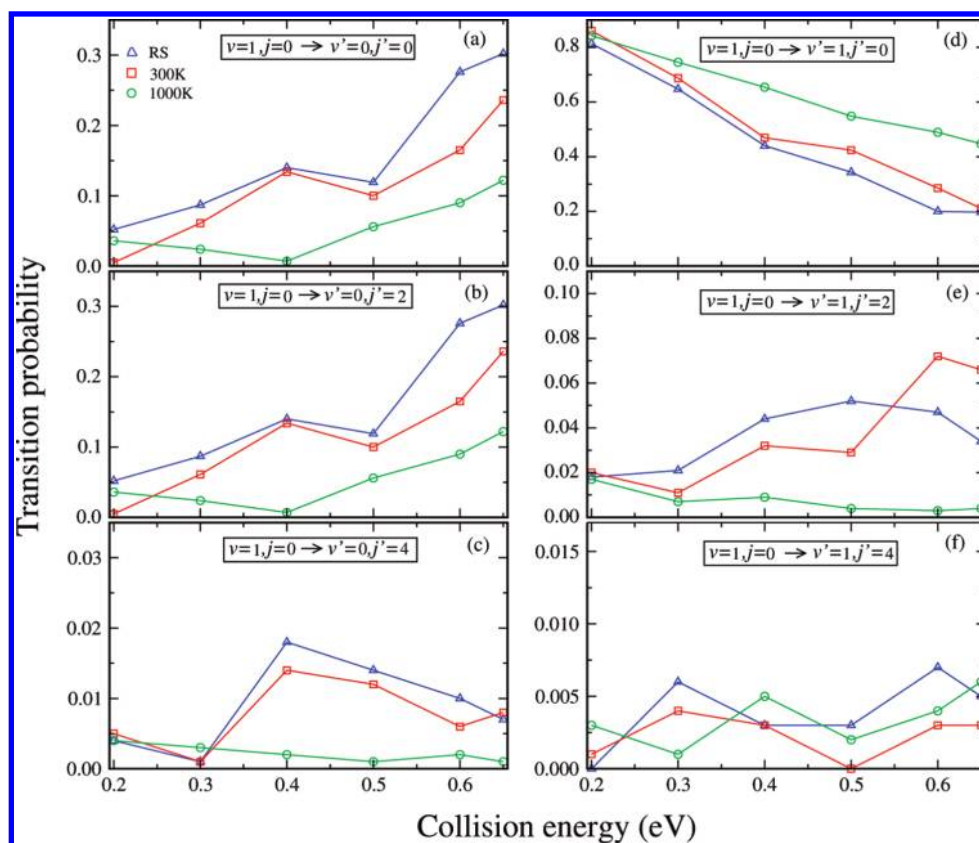 Transition probability
(a)
v=1,j=0 → v'=0,j'=0
RS
300K
1000K
0.3
0.2
0.1
0.0
(b)
v=1,j=0 → v'=0,j'=2
0.3
0.2
0.1
0.0
(c)
v=1,j=0 → v'=0,j'=4
0.03
0.02
0.01
0.00
0.2 0.3 0.4 0.5 0.6
(d)
v=1,j=0 → v'=1,j'=0
0.8
0.6
0.4
0.2
0.0
(e)
v=1,j=0 → v'=1,j'=2
0.10
0.08
0.06
0.04
0.02
0.00
(f)
v=1,j=0 → v'=1,j'=4
0.015
0.010
0.005
0.000
0.2 0.3 0.4 0.5 0.6
Collision energy (eV)